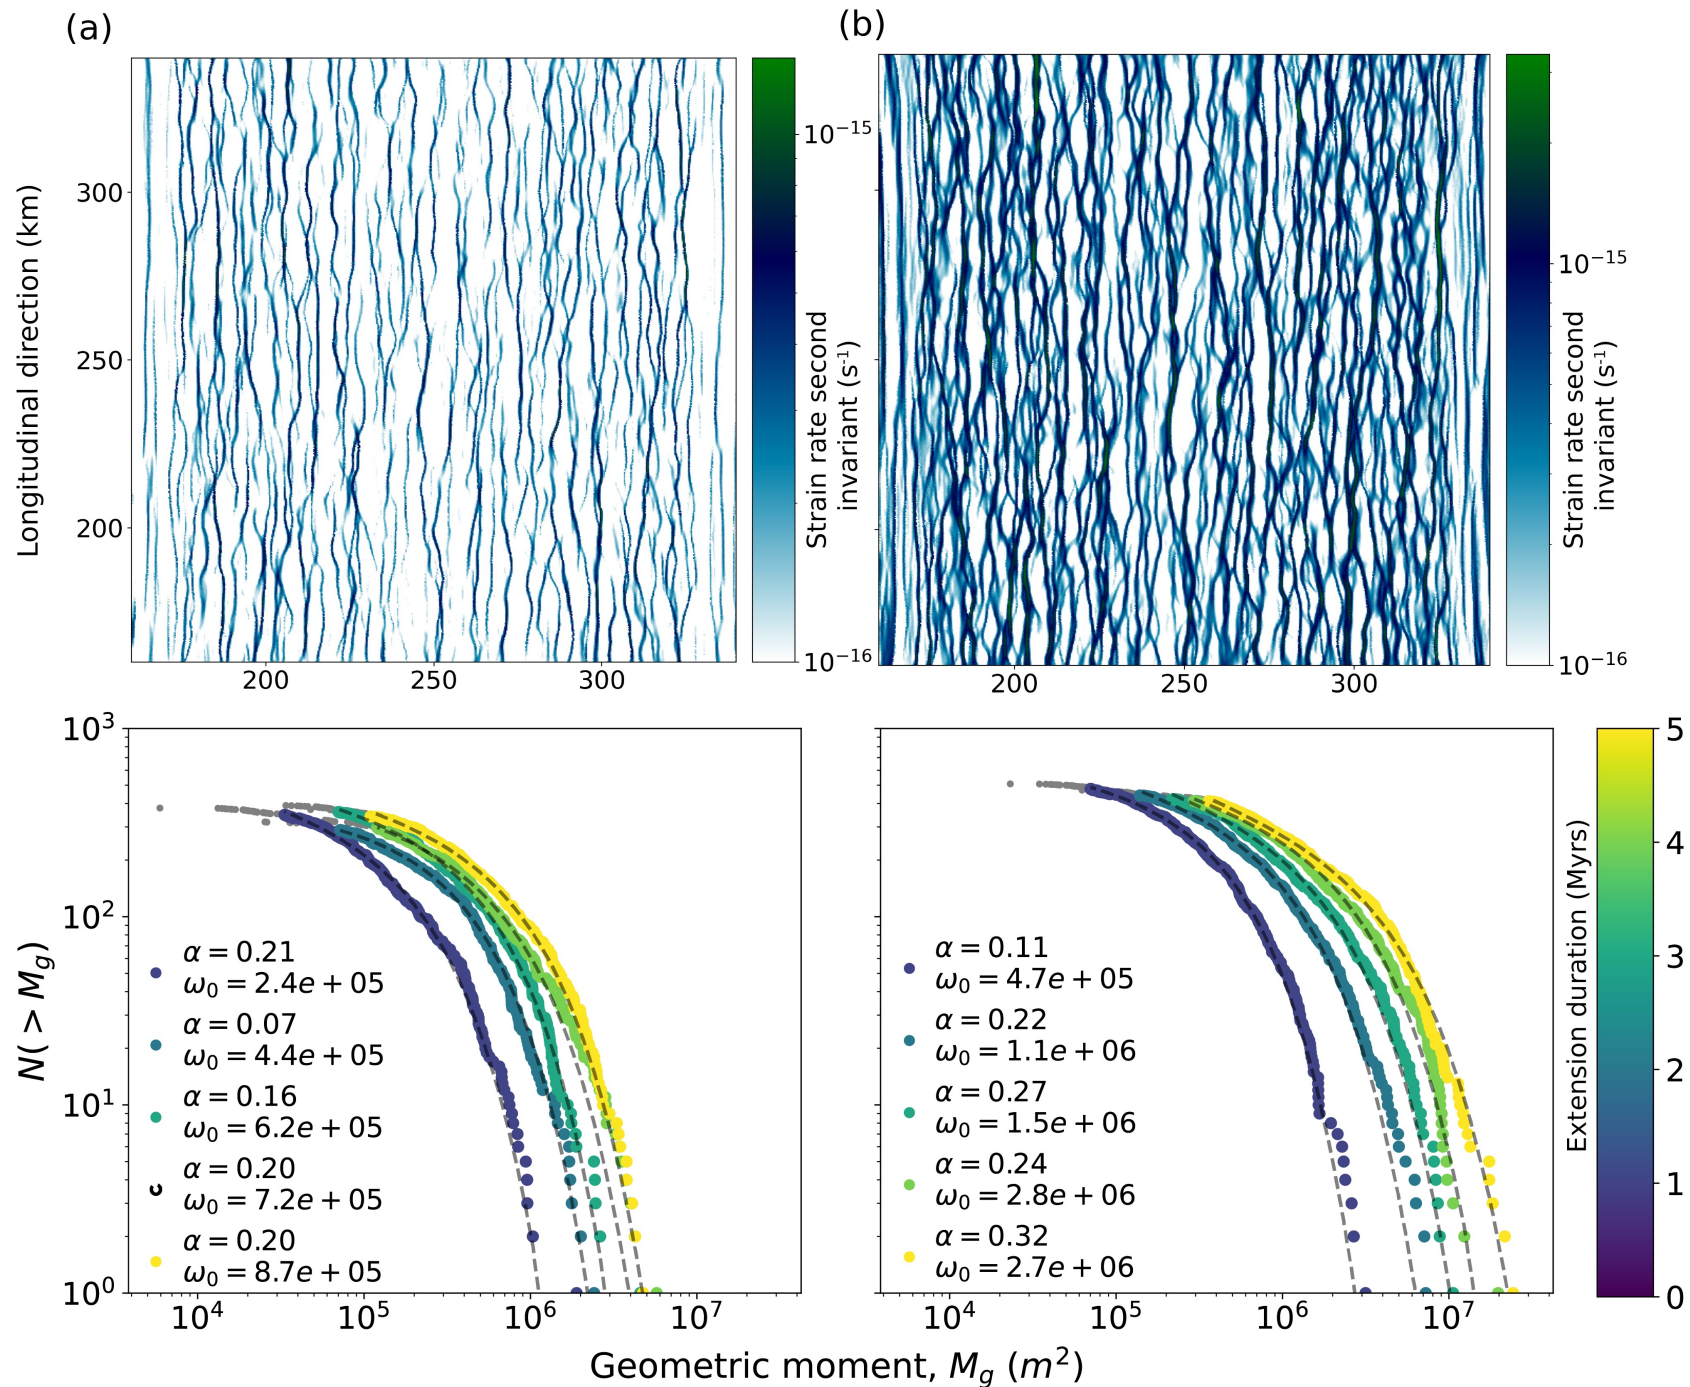 (a)
(b)
Longitudinal direction (km)
300
250
200
200
250
300
10⁻¹⁵
10⁻¹⁶
Strain rate second
invariant (s⁻¹)
200
250
300
10⁻¹⁵
10⁻¹⁶
Strain rate second
invariant (s⁻¹)
N( > M_g)
10³
10²
10¹
10⁰
α = 0.21
ω₀ = 2.4e + 05
α = 0.07
ω₀ = 4.4e + 05
α = 0.16
ω₀ = 6.2e + 05
α = 0.20
ω₀ = 7.2e + 05
α = 0.20
ω₀ = 8.7e + 05
10⁴
10⁵
10⁶
10⁷
α = 0.11
ω₀ = 4.7e + 05
α = 0.22
ω₀ = 1.1e + 06
α = 0.27
ω₀ = 1.5e + 06
α = 0.24
ω₀ = 2.8e + 06
α = 0.32
ω₀ = 2.7e + 06
10⁴
10⁵
10⁶
10⁷
Extension duration (Myrs)
5
4
3
2
1
0
Geometric moment, M_g (m²)